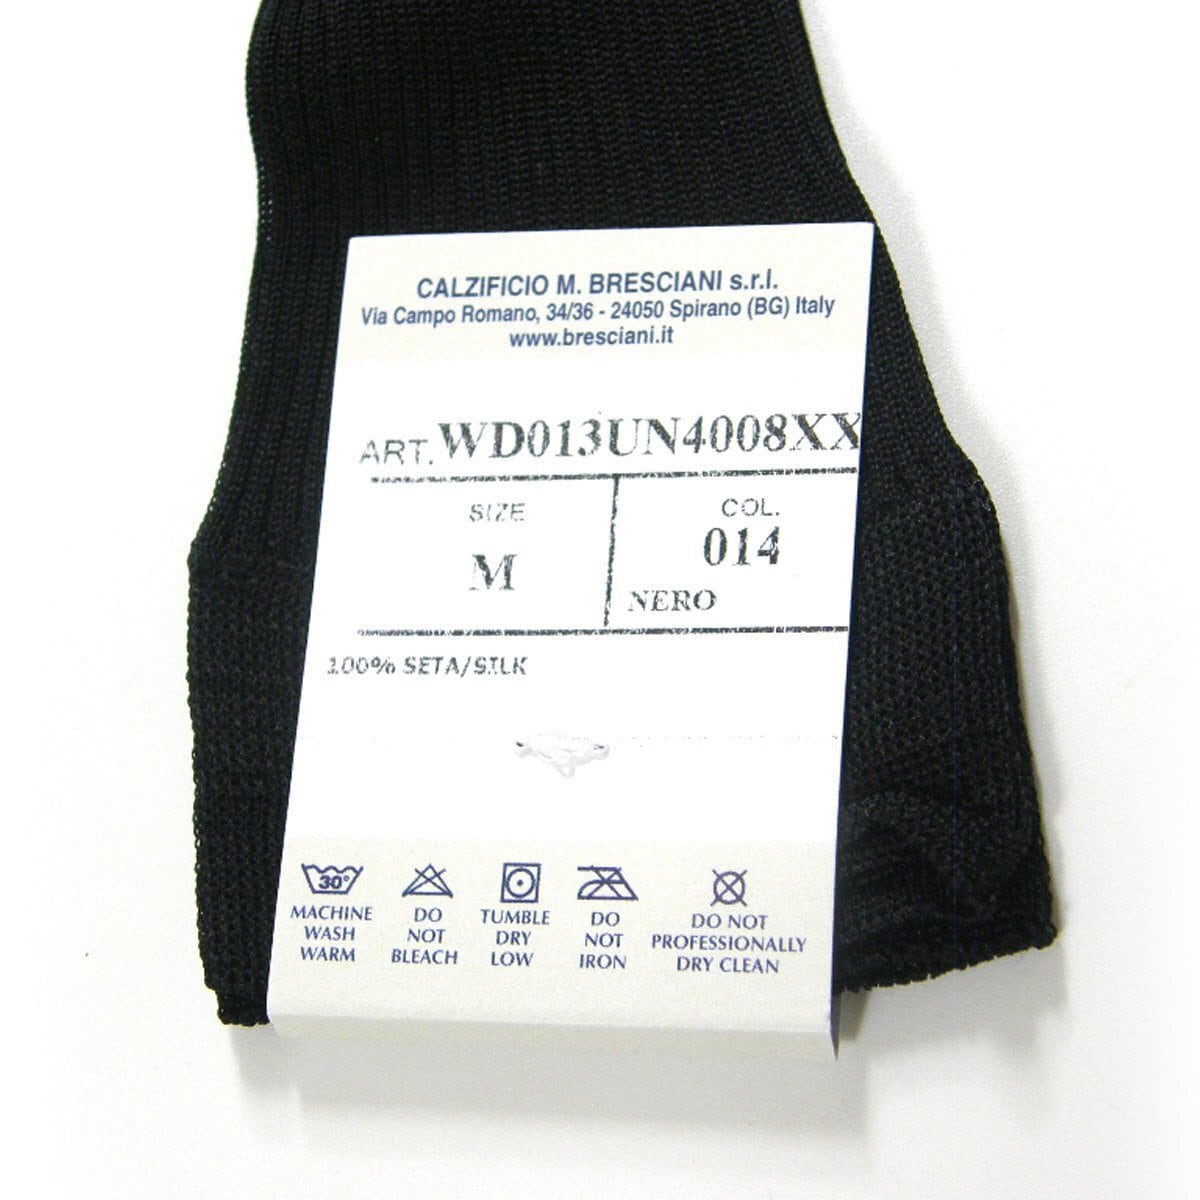 CALZIFICIO M. BRESCIANI s.r.l.
Via Campo Romano, 34/36 - 24050 Spirano (BG) Italy
www.bresciani.it
ART. WD013UN4008XX
SIZE
M
COL.
014
NERO
100% SETA/SILK
30°
MACHINE
WASH
WARM
DO
NOT
BLEACH
TUMBLE
DRY
LOW
DO
NOT
IRON
DO NOT
PROFESSIONALLY
DRY CLEAN